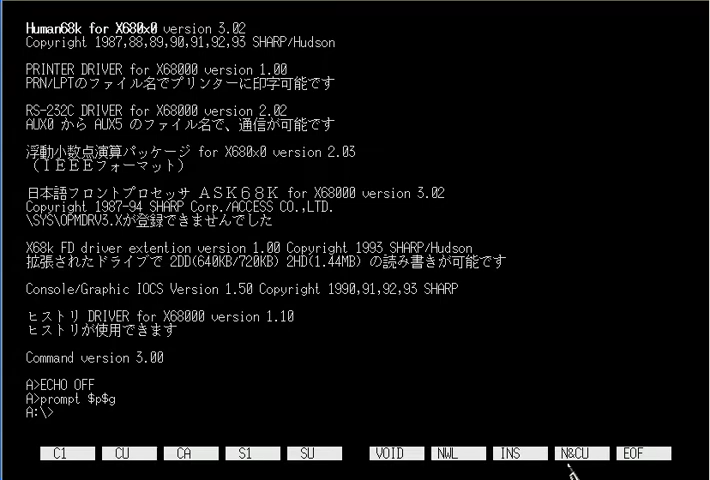 Human68k for X680x0 version 3.02
Copyright 1987,88,89,90,91,92,93 SHARP/Hudson
PRINTER DRIVER for X68000 version 1.00
PRN/LPTのファイル名でプリンターに印字可能です
RS-232C DRIVER for X68000 version 2.02
AUX0 から AUX5 のファイル名で、通信が可能です
浮動小数点演算パッケージ for X680x0 version 2.03
（ＩＥＥＥフォーマット）
日本語フロントプロセッサ ＡＳＫ６８Ｋ for X68000 version 3.02
Copyright 1987-94 SHARP Corp./ACCESS CO.,LTD.
\SYS\OPMDRV3.Xが登録できませんでした
X68k FD driver extention version 1.00 Copyright 1993 SHARP/Hudson
拡張されたドライブで 2DD(640KB/720KB) 2HD(1.44MB) の読み書きが可能です
Console/Graphic IOCS Version 1.50 Copyright 1990,91,92,93 SHARP
ヒストリ DRIVER for X68000 version 1.10
ヒストリが使用できます
Command version 3.00
A>ECHO OFF
A>prompt $p$g
A:\>
C1 CU CA S1 SU VOID NWL INS N&CU EOF